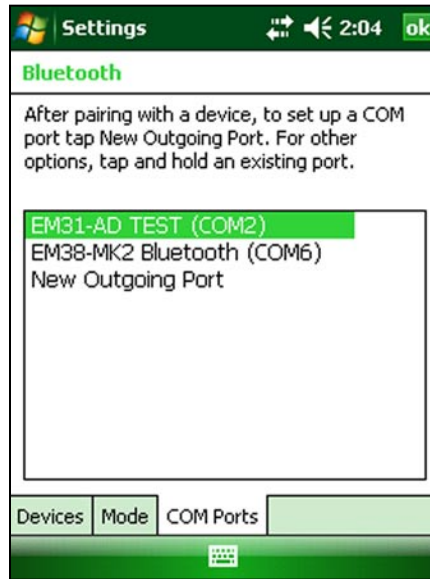 Settings 2:04 ok
Bluetooth
After pairing with a device, to set up a COM
port tap New Outgoing Port. For other
options, tap and hold an existing port.
EM31-AD TEST (COM2)
EM38-MK2 Bluetooth (COM6)
New Outgoing Port
Devices Mode COM Ports